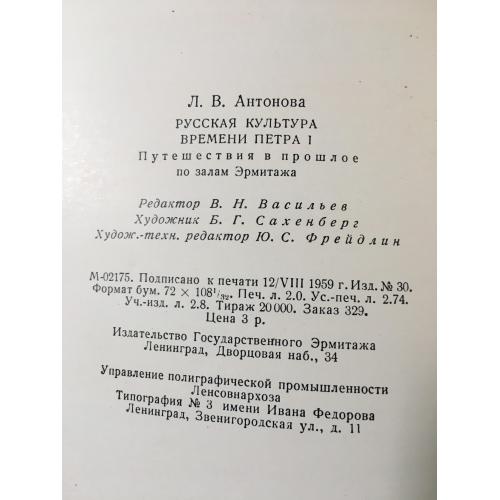 Л. В. Антонова
РУССКАЯ КУЛЬТУРА
ВРЕМЕНИ ПЕТРА I
Путешествия в прошлое
по залам Эрмитажа
Редактор В. Н. Васильев
Художник Б. Г. Сахенберг
Худож.-техн. редактор Ю. С. Фрейдлин
М-02175. Подписано к печати 12/VIII 1959 г. Изд. № 30.
Формат бум. 72 × 108¹/₃₂. Печ. л. 2.0. Ус.-печ. л. 2.74.
Уч.-изд. л. 2.8. Тираж 20 000. Заказ 329.
Цена 3 р.
Издательство Государственного Эрмитажа
Ленинград, Дворцовая наб., 34
Управление полиграфической промышленности
Ленсовнархоза
Типография № 3 имени Ивана Федорова
Ленинград, Звенигородская ул., д. 11